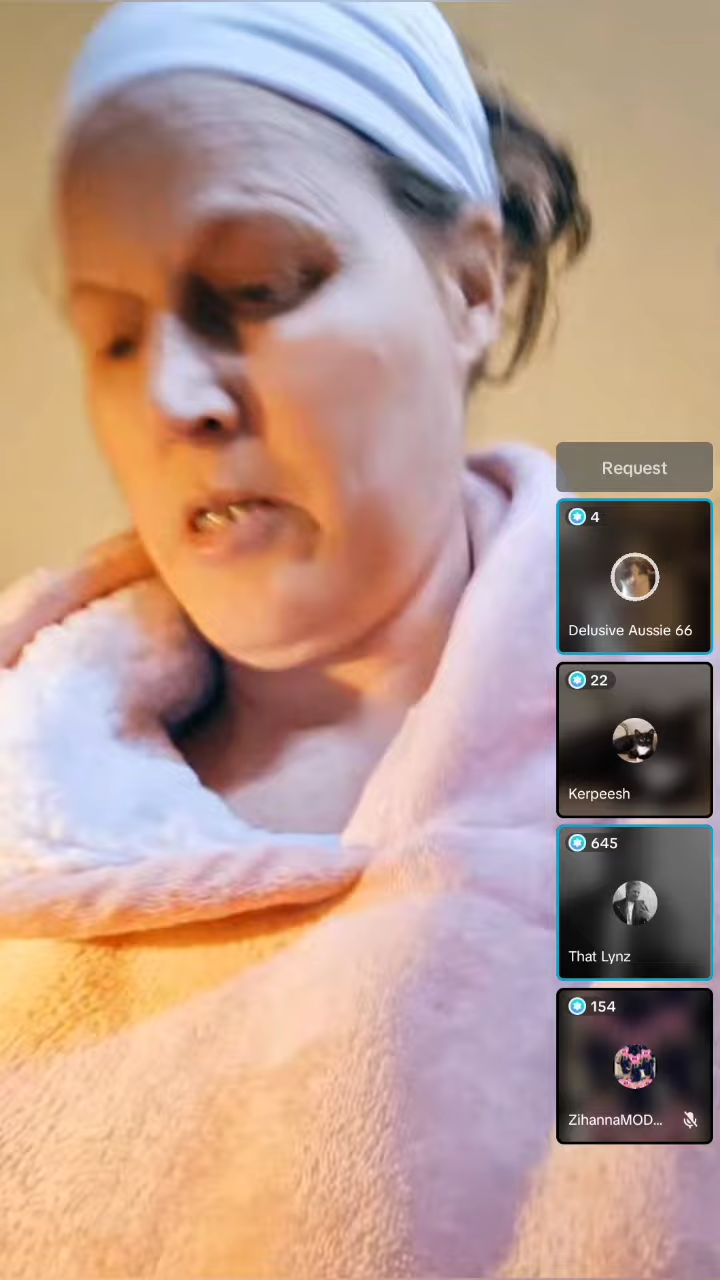 Request
4
Delusive Aussie 66
22
Kerpeesh
645
That Lynz
154
ZihannaMOD...